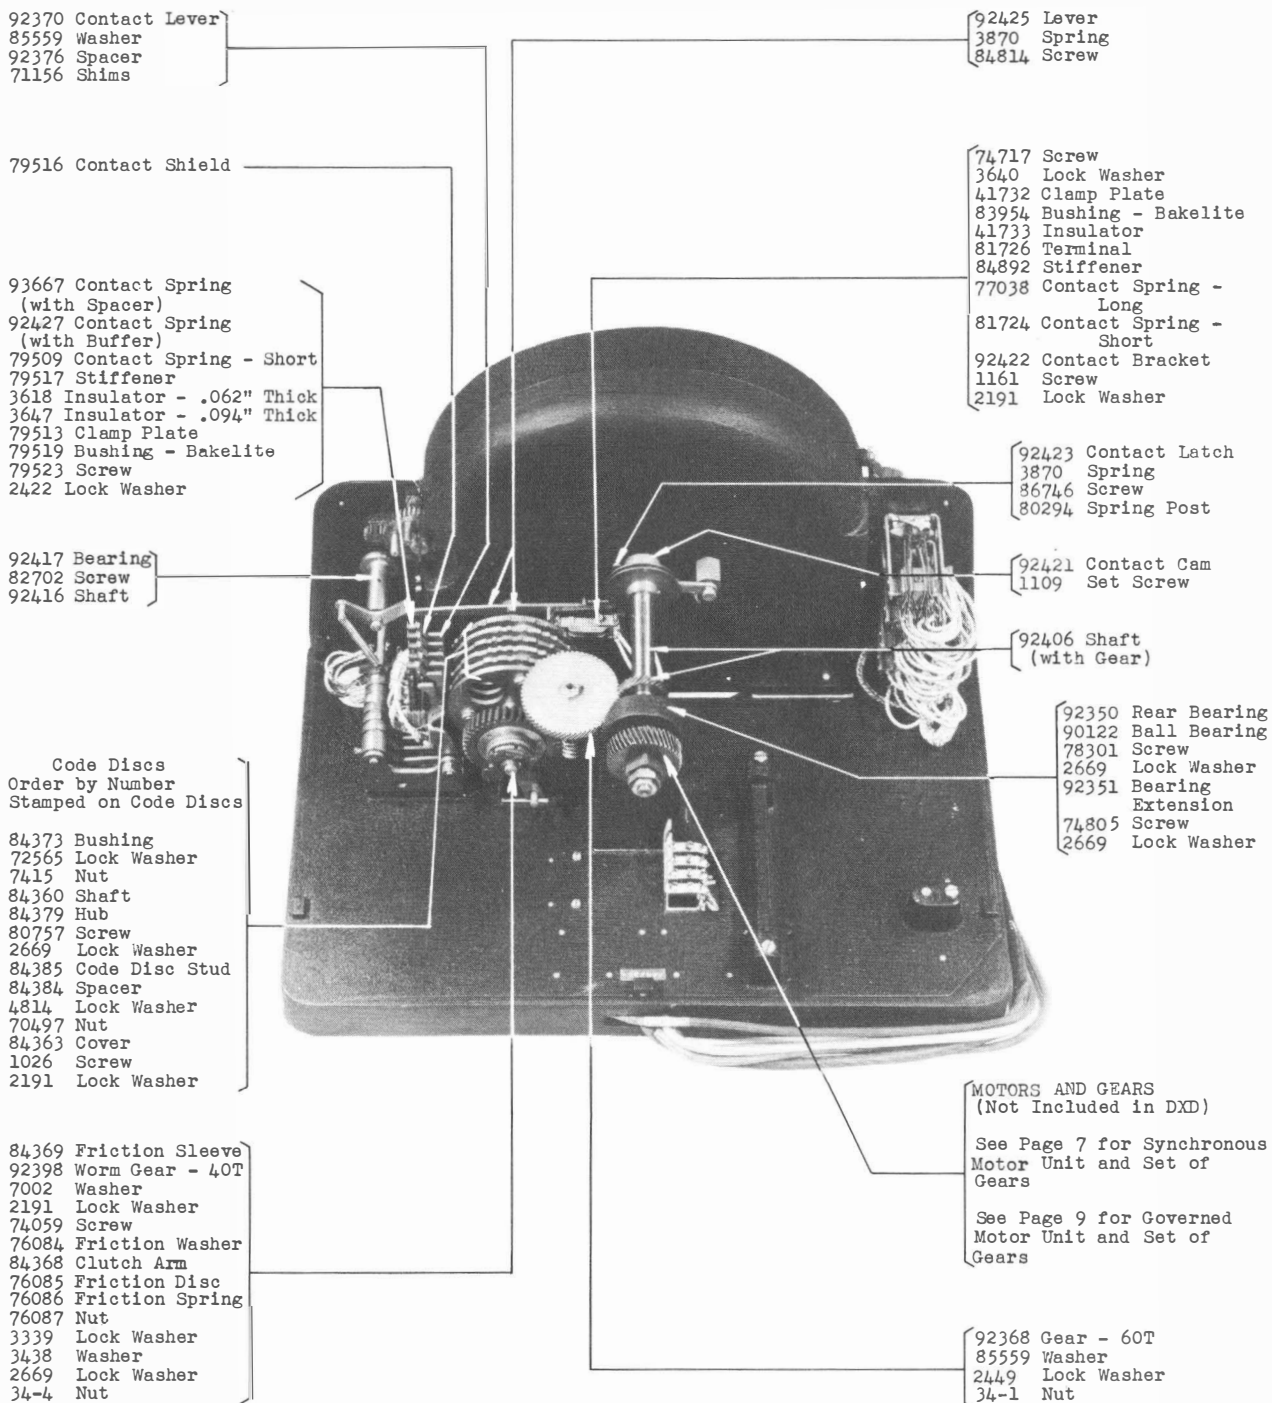 92370 Contact Lever
85559 Washer
92376 Spacer
71156 Shims
79516 Contact Shield
93667 Contact Spring
(with Spacer)
92427 Contact Spring
(with Buffer)
79509 Contact Spring - Short
79517 Stiffener
3618 Insulator - .062" Thick
3647 Insulator - .094" Thick
79513 Clamp Plate
79519 Bushing - Bakelite
79523 Screw
2422 Lock Washer
92417 Bearing
82702 Screw
92416 Shaft
Code Discs
Order by Number
Stamped on Code Discs
84373 Bushing
72565 Lock Washer
7415 Nut
84360 Shaft
84379 Hub
80757 Screw
2669 Lock Washer
84385 Code Disc Stud
84384 Spacer
4814 Lock Washer
70497 Nut
84363 Cover
1026 Screw
2191 Lock Washer
84369 Friction Sleeve
92398 Worm Gear - 40T
7002 Washer
2191 Lock Washer
74059 Screw
76084 Friction Washer
84368 Clutch Arm
76085 Friction Disc
76086 Friction Spring
76087 Nut
3339 Lock Washer
3438 Washer
2669 Lock Washer
34-4 Nut
92425 Lever
3870 Spring
84814 Screw
74717 Screw
3640 Lock Washer
41732 Clamp Plate
83954 Bushing - Bakelite
41733 Insulator
81726 Terminal
84892 Stiffener
77038 Contact Spring -
Long
81724 Contact Spring -
Short
92422 Contact Bracket
1161 Screw
2191 Lock Washer
92423 Contact Latch
3870 Spring
86746 Screw
80294 Spring Post
92421 Contact Cam
1109 Set Screw
92406 Shaft
(with Gear)
92350 Rear Bearing
90122 Ball Bearing
78301 Screw
2669 Lock Washer
92351 Bearing
Extension
74805 Screw
2669 Lock Washer
MOTORS AND GEARS
(Not Included in DXD)
See Page 7 for Synchronous
Motor Unit and Set of
Gears
See Page 9 for Governed
Motor Unit and Set of
Gears
92368 Gear - 60T
85559 Washer
2449 Lock Washer
34-1 Nut